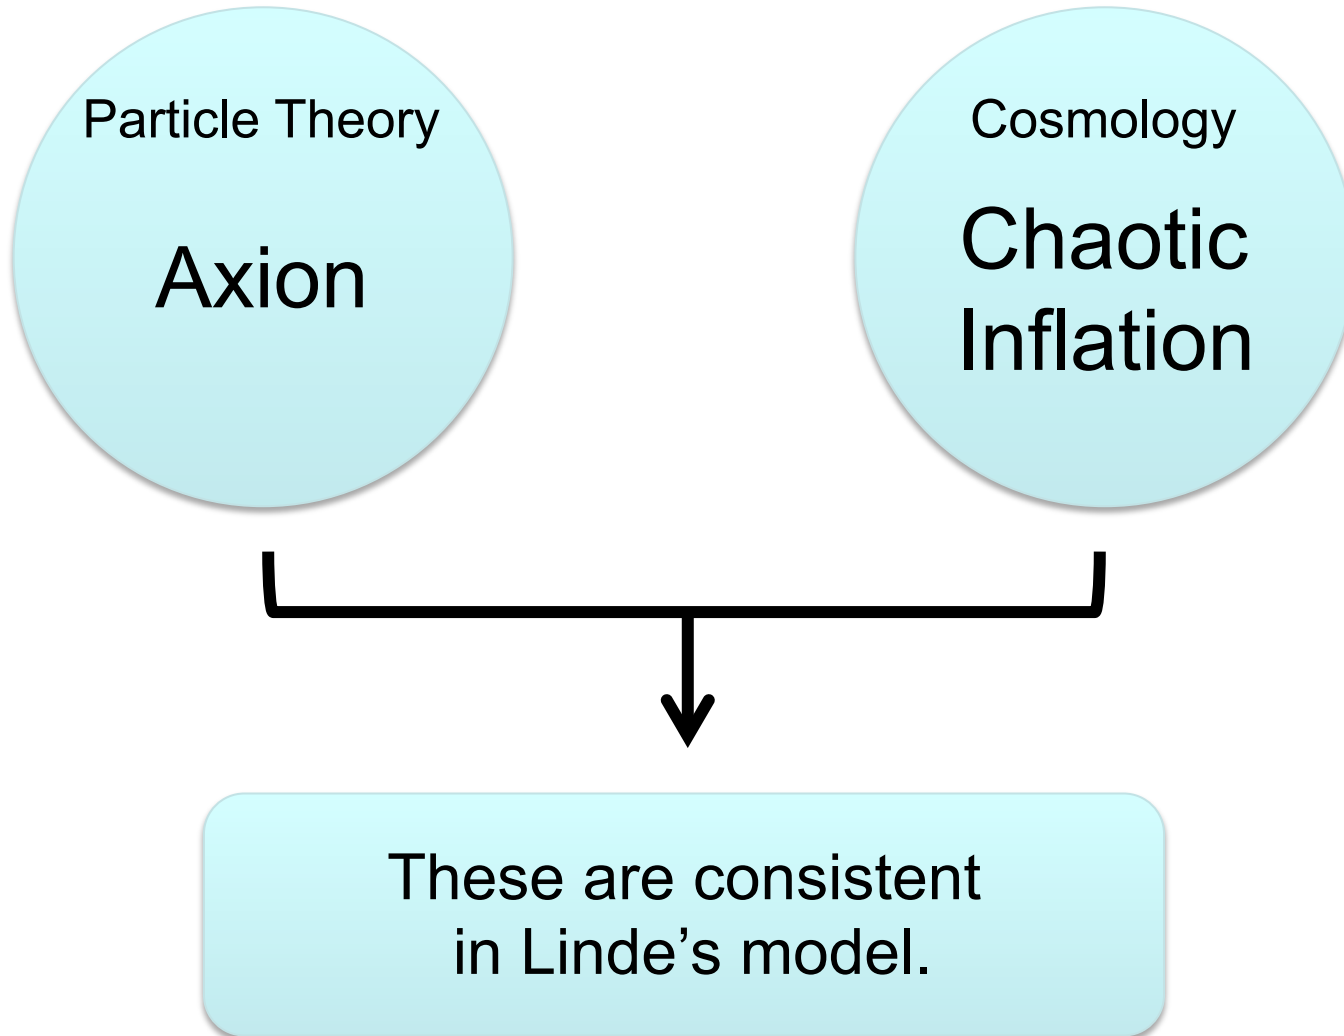 Particle Theory
Axion
Cosmology
Chaotic
Inflation
These are consistent
in Linde’s model.